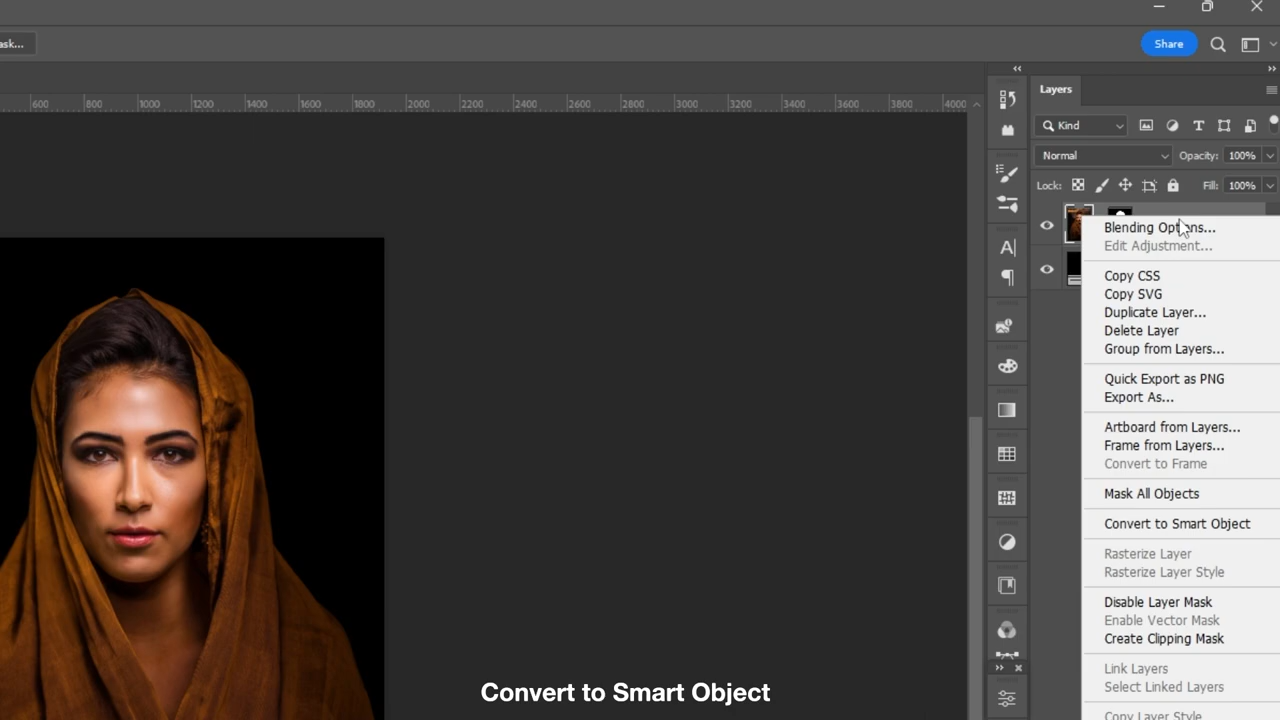 ask...
Share
600 800 1000 1200 1400 1600 1800 2000 2200 2400 2600 2800 3000 3200 3400 3600 3800 4000
Layers
Kind
Normal Opacity: 100%
Lock: Fill: 100%
Blending Options...
Edit Adjustment...
Copy CSS
Copy SVG
Duplicate Layer...
Delete Layer
Group from Layers...
Quick Export as PNG
Export As...
Artboard from Layers...
Frame from Layers...
Convert to Frame
Mask All Objects
Convert to Smart Object
Rasterize Layer
Rasterize Layer Style
Disable Layer Mask
Enable Vector Mask
Create Clipping Mask
Link Layers
Select Linked Layers
Copy Layer Style
Convert to Smart Object